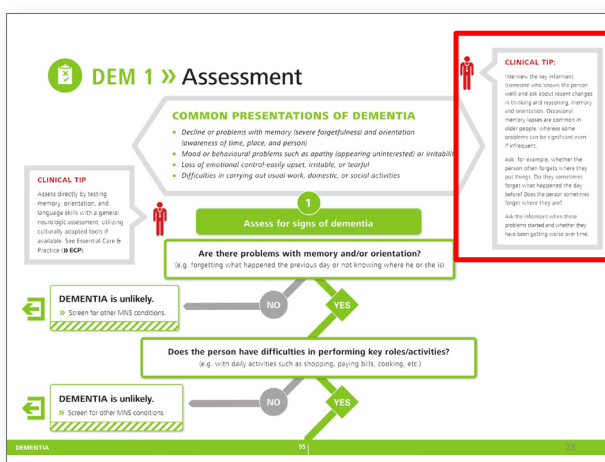 DEM 1 » Assessment
COMMON PRESENTATIONS OF DEMENTIA
• Decline or problems with memory (severe forgetfulness) and orientation
(awareness of time, place, and person)
• Mood or behavioural problems such as apathy (appearing uninterested) or irritability
• Loss of emotional control-easily upset, irritable, or tearful
• Difficulties in carrying out usual work, domestic, or social activities
CLINICAL TIP:
Interview the key informant
(someone who knows the person
well) and ask about recent changes
in thinking and reasoning, memory
and orientation. Occasional
memory lapses are common in
older people, whereas some
problems can be significant even
if infrequent.
Ask, for example, whether the
person often forgets where they
put things. Do they sometimes
forget what happened the day
before? Does the person sometimes
forget where they are?
Ask the informant when these
problems started and whether they
have been getting worse over time.
CLINICAL TIP
Assess directly by testing
memory, orientation, and
language skills with a general
neurologic assessment, utilizing
culturally adapted tools if
available. See Essential Care &
Practice (» ECP).
1
Assess for signs of dementia
Are there problems with memory and/or orientation?
(e.g. forgetting what happened the previous day or not knowing where he or she is)
DEMENTIA is unlikely.
» Screen for other MNS conditions.
NO
YES
Does the person have difficulties in performing key roles/activities?
(e.g. with daily activities such as shopping, paying bills, cooking, etc.)
DEMENTIA is unlikely.
» Screen for other MNS conditions.
NO
YES
DEMENTIA
95
28